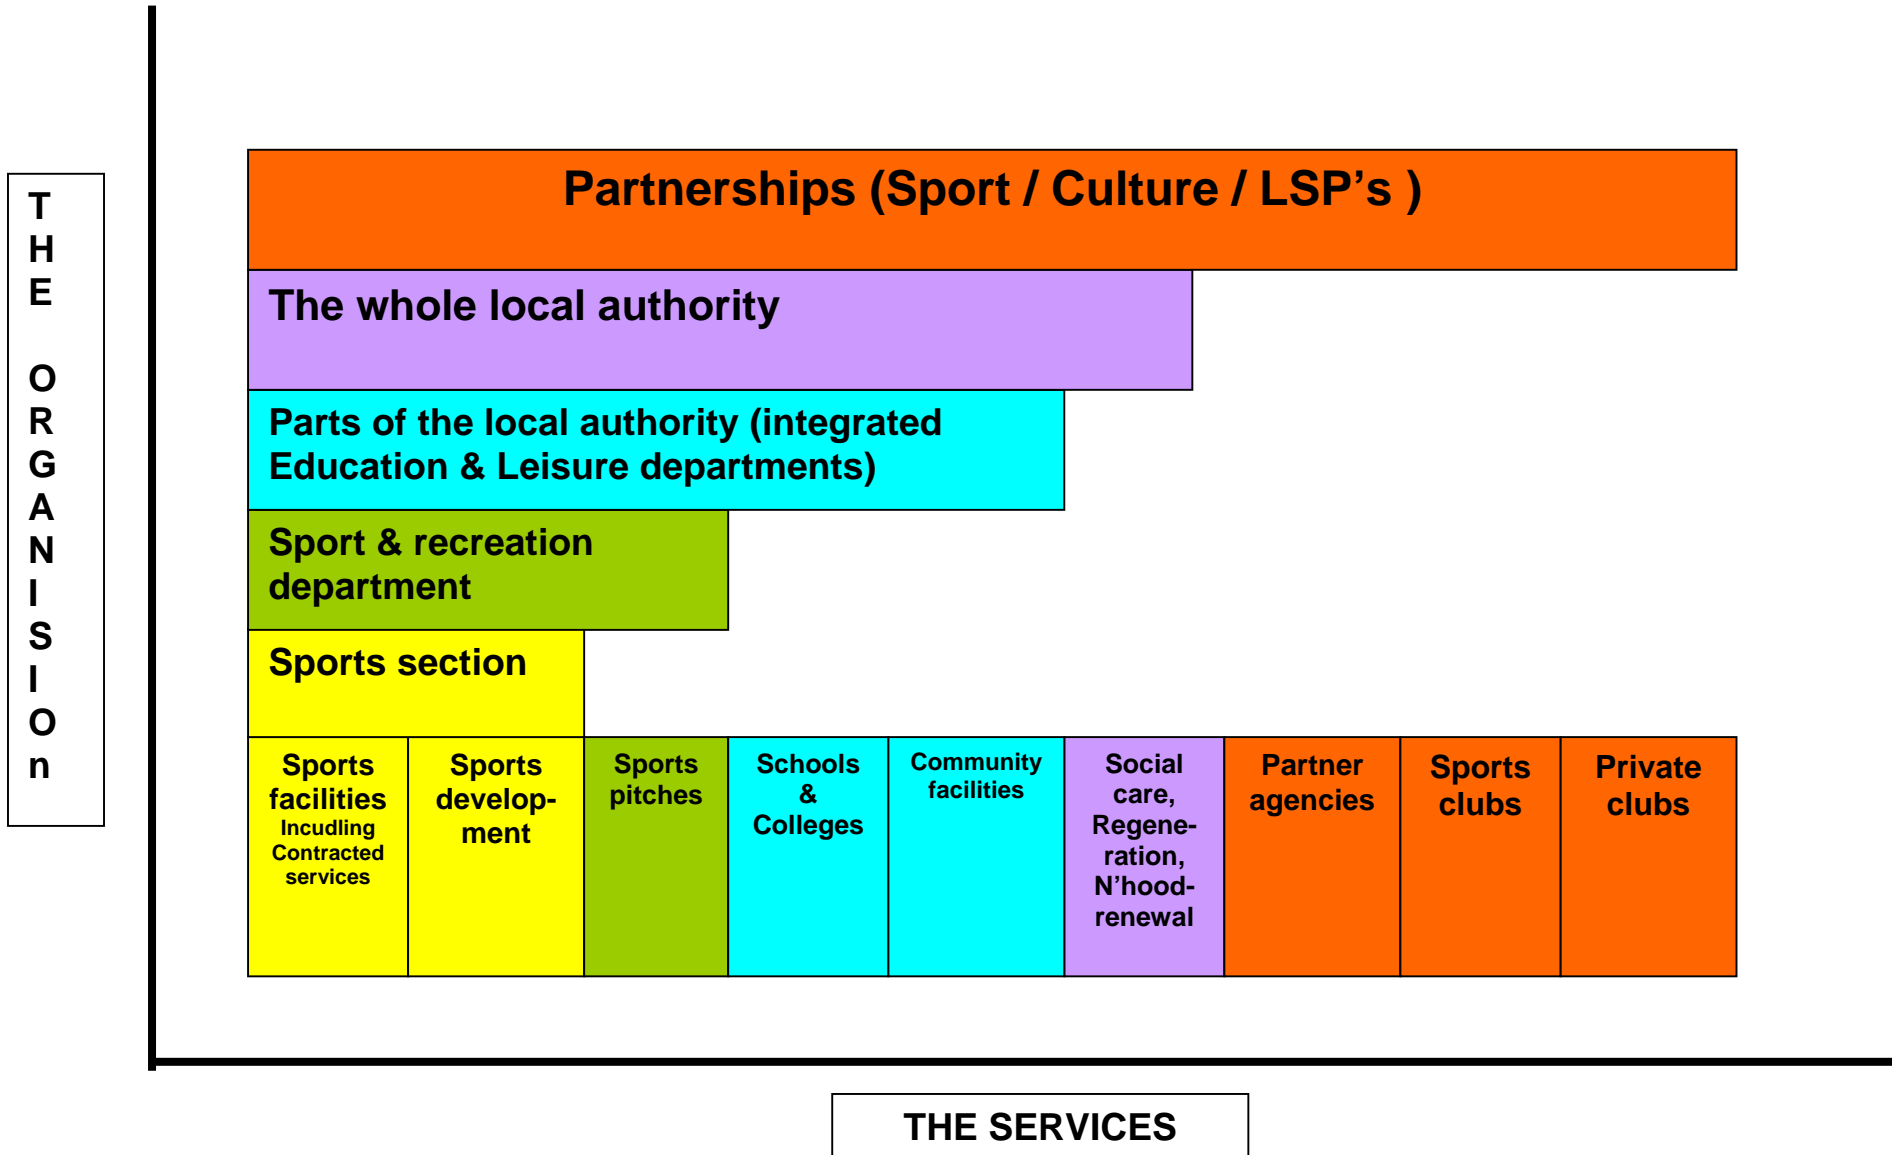 T
H
E
O
R
G
A
N
I
S
I
O
n
Partnerships (Sport / Culture / LSP’s )
The whole local authority
Parts of the local authority (integrated
Education & Leisure departments)
Sport & recreation
department
Sports section
Sports
facilities
Incudling
Contracted
services
Sports
develop-
ment
Sports
pitches
Schools
&
Colleges
Community
facilities
Social
care,
Regene-
ration,
N’hood-
renewal
Partner
agencies
Sports
clubs
Private
clubs
THE SERVICES